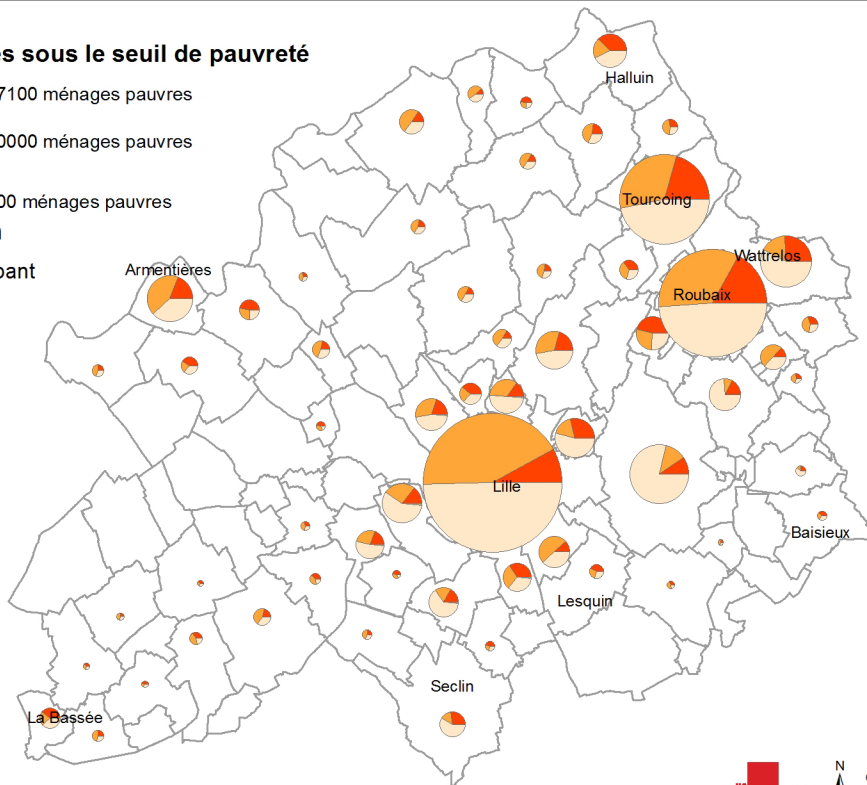 s sous le seuil de pauvreté
7100 ménages pauvres
0000 ménages pauvres
00 ménages pauvres
pant
Halluin
Tourcoing
Wattrelos
Armentières
Roubaix
Lille
Baisieux
Lesquin
Seclin
La Bassée
N